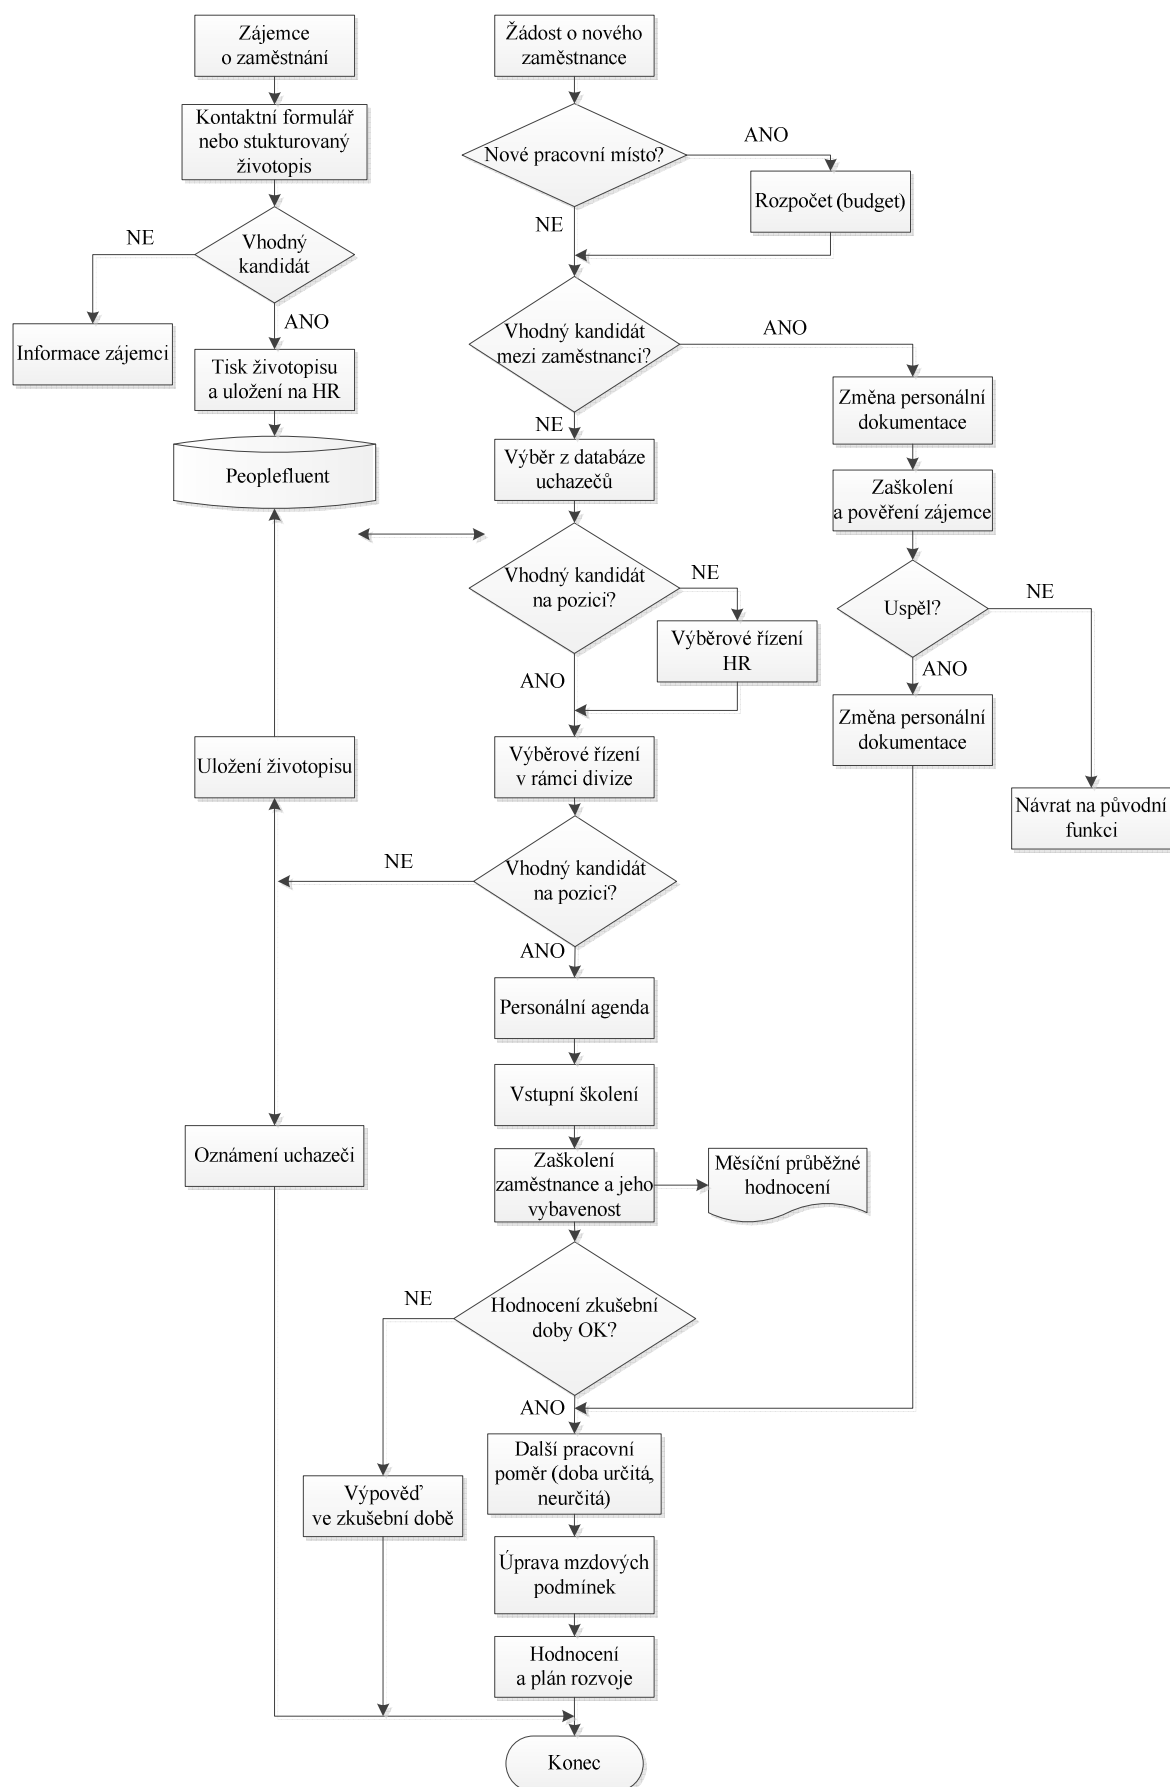 Zájemce
o zaměstnání
Žádost o nového
zaměstnance
Kontaktní formulář
nebo stukturovaný
životopis
Nové pracovní místo?
ANO
Rozpočet (budget)
NE
NE
Vhodný
kandidát
ANO
Informace zájemci
Vhodný kandidát
mezi zaměstnanci?
ANO
Tisk životopisu
a uložení na HR
Změna personální
dokumentace
NE
Peoplefluent
Výběr z databáze
uchazečů
Zaškolení
a pověření zájemce
Vhodný kandidát
na pozici?
NE
Uspěl?
NE
Výběrové řízení
HR
ANO
ANO
Změna personální
dokumentace
Uložení životopisu
Výběrové řízení
v rámci divize
Návrat na původní
funkci
NE
Vhodný kandidát
na pozici?
ANO
Personální agenda
Vstupní školení
Oznámení uchazeči
Zaškolení
zaměstnance a jeho
vybavenost
Měsíční průběžné
hodnocení
NE
Hodnocení zkušební
doby OK?
ANO
Další pracovní
poměr (doba určitá,
neurčitá)
Výpověď
ve zkušební době
Úprava mzdových
podmínek
Hodnocení
a plán rozvoje
Konec